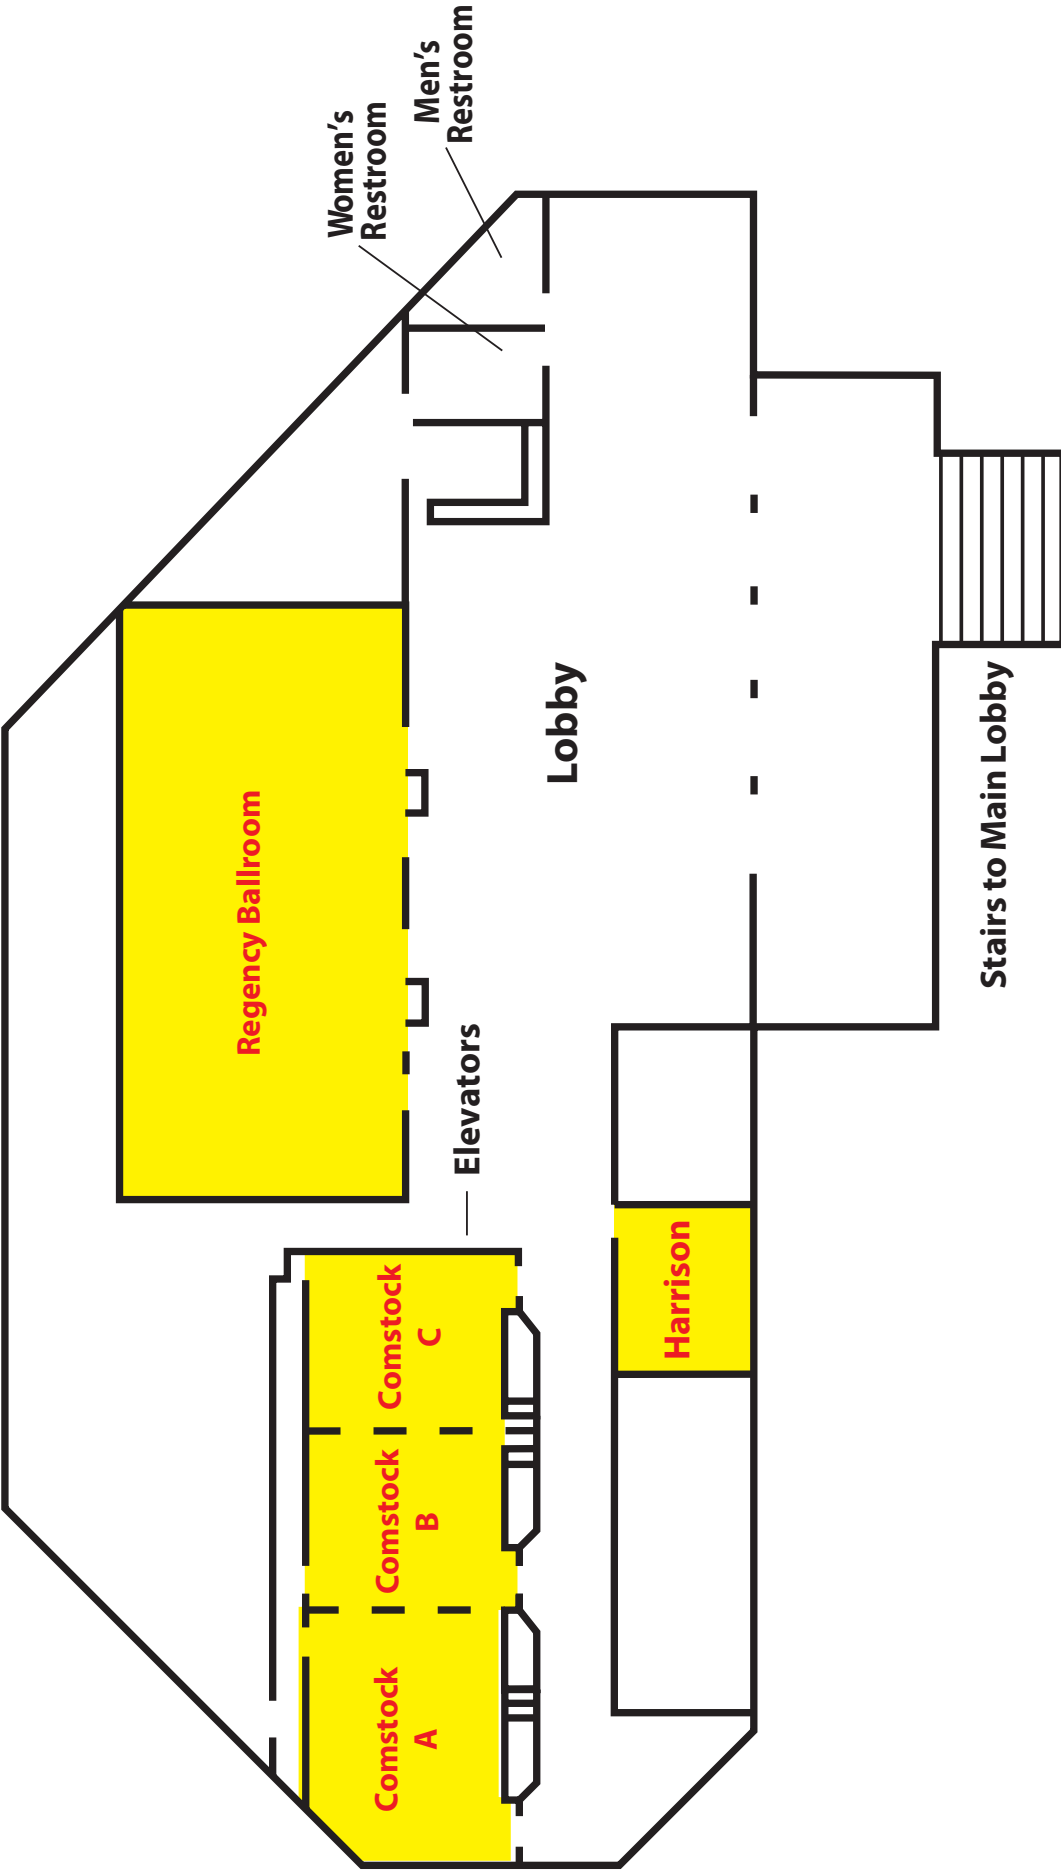 Men's
Restroom
Women's
Restroom
Regency Ballroom
Lobby
Stairs to Main Lobby
Elevators
Comstock
A
Comstock
B
Comstock
C
Harrison